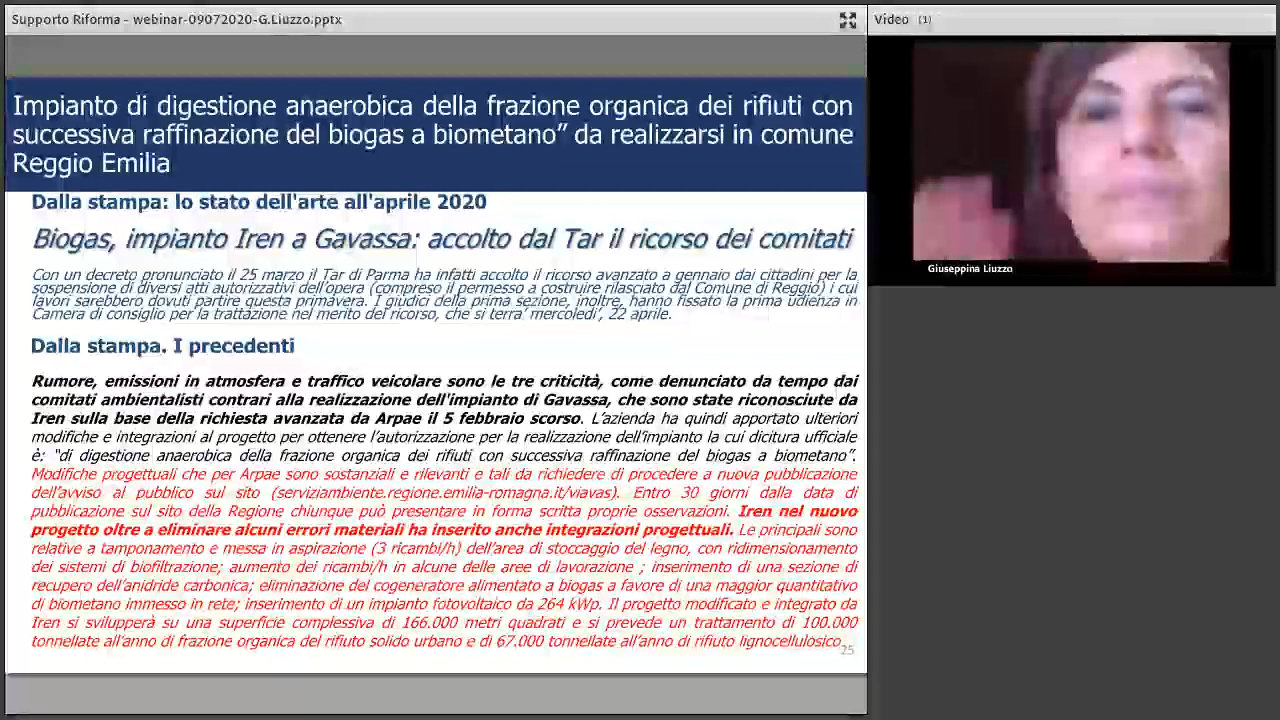 Supporto Riforma - webinar-09072020-G.Liuzzo.pptx
Video (1)
Impianto di digestione anaerobica della frazione organica dei rifiuti con
successiva raffinazione del biogas a biometano” da realizzarsi in comune
Reggio Emilia
Dalla stampa: lo stato dell'arte all'aprile 2020
Biogas, impianto Iren a Gavassa: accolto dal Tar il ricorso dei comitati
Con un decreto pronunciato il 25 marzo il Tar di Parma ha infatti accolto il ricorso avanzato a gennaio dai cittadini per la
sospensione di diversi atti autorizzativi dell'opera (compreso il permesso a costruire rilasciato dal Comune di Reggio) i cui
lavori sarebbero dovuti partire questa primavera. I giudici della prima sezione, inoltre, hanno fissato la prima udienza in
Camera di consiglio per la trattazione nel merito del ricorso, che si terra' mercoledi', 22 aprile.
Dalla stampa. I precedenti
Rumore, emissioni in atmosfera e traffico veicolare sono le tre criticità, come denunciato da tempo dai
comitati ambientalisti contrari alla realizzazione dell'impianto di Gavassa, che sono state riconosciute da
Iren sulla base della richiesta avanzata da Arpae il 5 febbraio scorso. L’azienda ha quindi apportato ulteriori
modifiche e integrazioni al progetto per ottenere l’autorizzazione per la realizzazione dell’impianto la cui dicitura ufficiale
è: “di digestione anaerobica della frazione organica dei rifiuti con successiva raffinazione del biogas a biometano”.
Modifiche progettuali che per Arpae sono sostanziali e rilevanti e tali da richiedere di procedere a nuova pubblicazione
dell’avviso al pubblico sul sito (serviziambiente.regione.emilia-romagna.it/viavas). Entro 30 giorni dalla data di
pubblicazione sul sito della Regione chiunque può presentare in forma scritta proprie osservazioni. Iren nel nuovo
progetto oltre a eliminare alcuni errori materiali ha inserito anche integrazioni progettuali. Le principali sono
relative a tamponamento e messa in aspirazione (3 ricambi/h) dell’area di stoccaggio del legno, con ridimensionamento
dei sistemi di biofiltrazione; aumento dei ricambi/h in alcune delle aree di lavorazione ; inserimento di una sezione di
recupero dell’anidride carbonica; eliminazione del cogeneratore alimentato a biogas a favore di una maggior quantitativo
di biometano immesso in rete; inserimento di un impianto fotovoltaico da 264 kWp. Il progetto modificato e integrato da
Iren si svilupperà su una superficie complessiva di 166.000 metri quadrati e si prevede un trattamento di 100.000
tonnellate all’anno di frazione organica del rifiuto solido urbano e di 67.000 tonnellate all’anno di rifiuto lignocellulosico.
25
Giuseppina Liuzzo